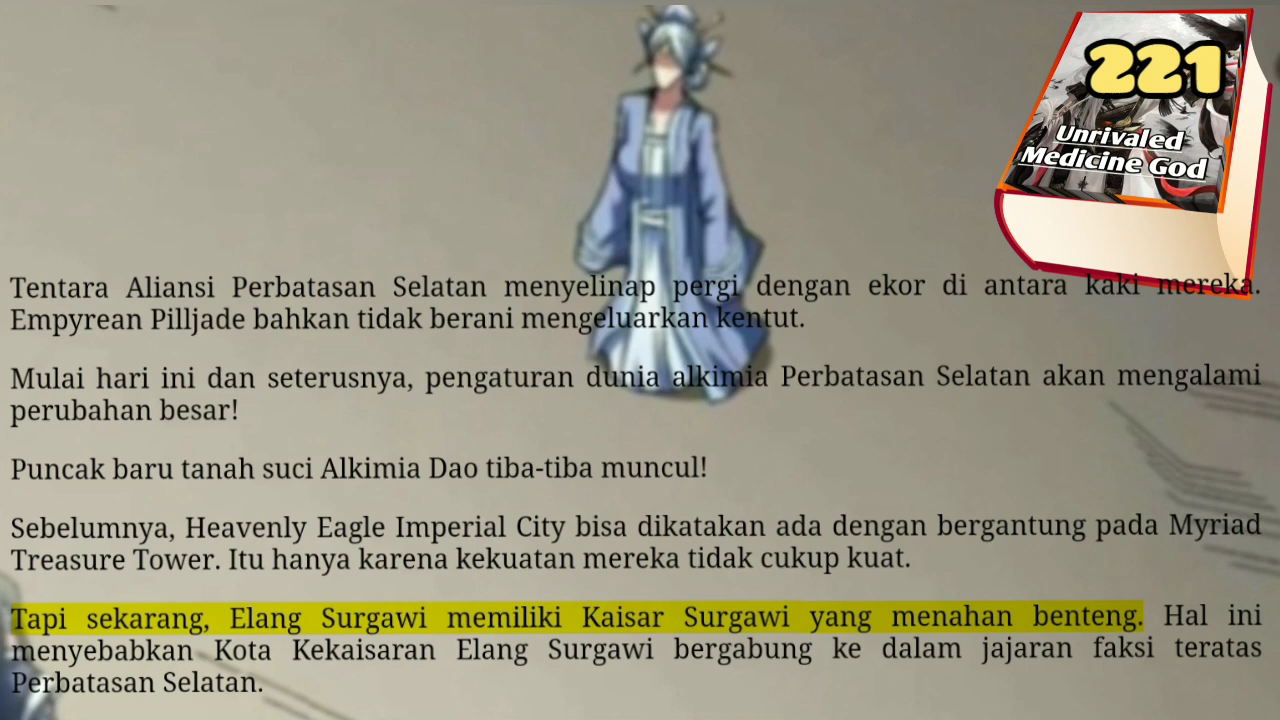 221
Unrivaled
Medicine God
Tentara Aliansi Perbatasan Selatan menyelinap pergi dengan ekor di antara kaki mereka.
Empyrean Pilljade bahkan tidak berani mengeluarkan kentut.
Mulai hari ini dan seterusnya, pengaturan dunia alkimia Perbatasan Selatan akan mengalami
perubahan besar!
Puncak baru tanah suci Alkimia Dao tiba-tiba muncul!
Sebelumnya, Heavenly Eagle Imperial City bisa dikatakan ada dengan bergantung pada Myriad
Treasure Tower. Itu hanya karena kekuatan mereka tidak cukup kuat.
Tapi sekarang, Elang Surgawi memiliki Kaisar Surgawi yang menahan benteng. Hal ini
menyebabkan Kota Kekaisaran Elang Surgawi bergabung ke dalam jajaran faksi teratas
Perbatasan Selatan.